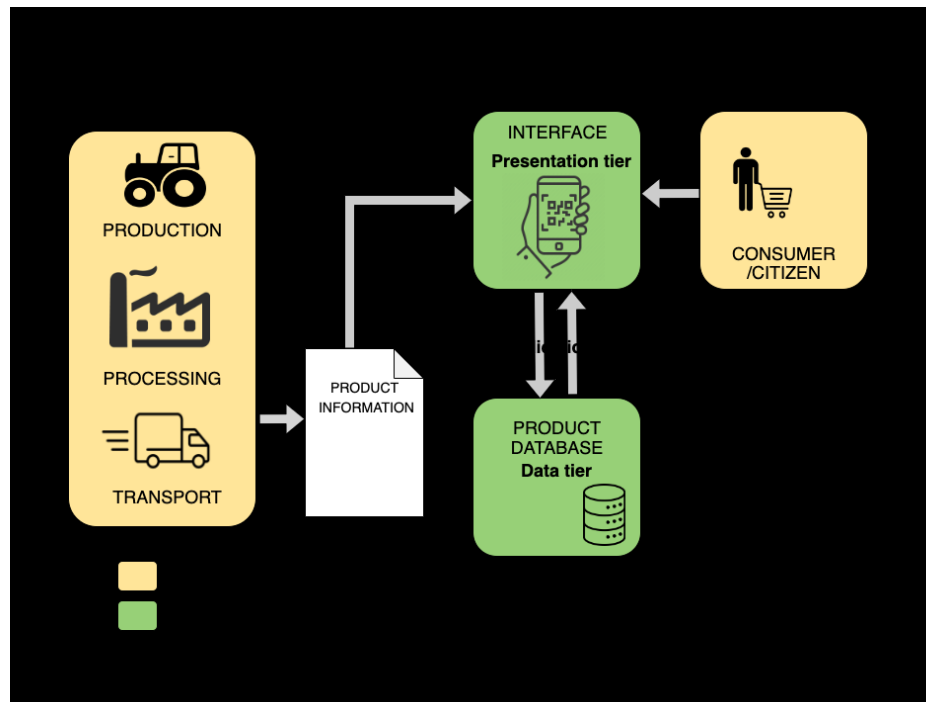 PRODUCTION
PROCESSING
TRANSPORT
PRODUCT
INFORMATION
INTERFACE
Presentation tier
CONSUMER
/CITIZEN
PRODUCT
DATABASE
Data tier